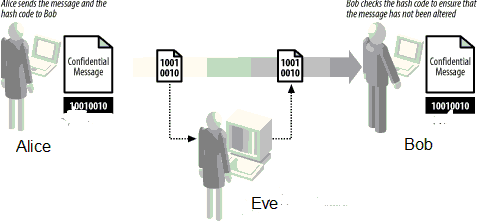 Alice sends the message and the
hash code to Bob
Bob checks the hash code to ensure that
the message has not been altered
Confidential
Message
10010010
1001
0010
1001
0010
Confidential
Message
10010010
Alice
Eve
Bob